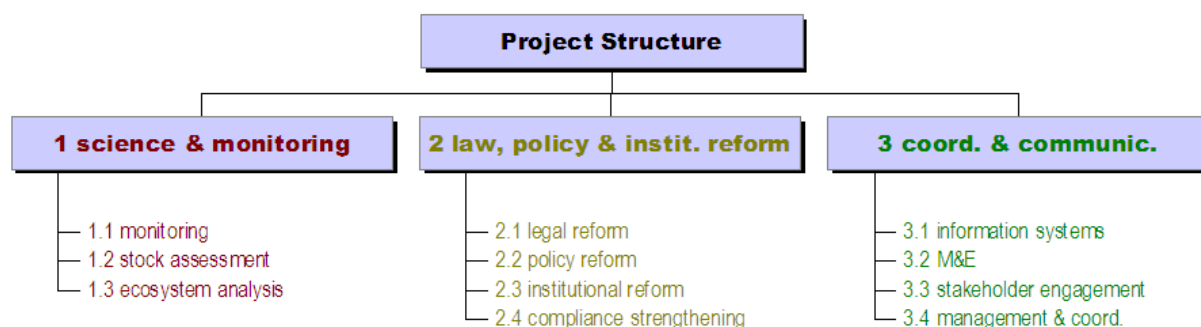 Project Structure
1 science & monitoring
1.1 monitoring
1.2 stock assessment
1.3 ecosystem analysis
2 law, policy & instit. reform
2.1 legal reform
2.2 policy reform
2.3 institutional reform
2.4 compliance strengthening
3 coord. & communic.
3.1 information systems
3.2 M&E
3.3 stakeholder engagement
3.4 management & coord.